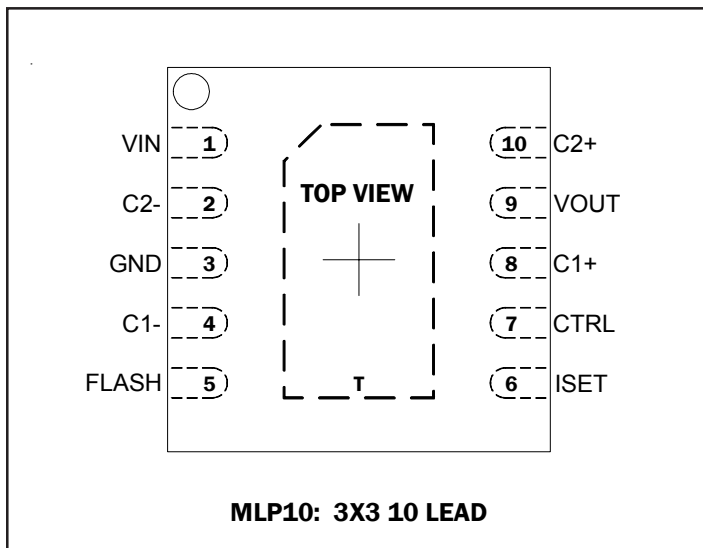 VIN 1 10 C2+
C2- 2 TOP VIEW 9 VOUT
GND 3 8 C1+
C1- 4 7 CTRL
FLASH 5 T 6 ISET
MLP10: 3X3 10 LEAD